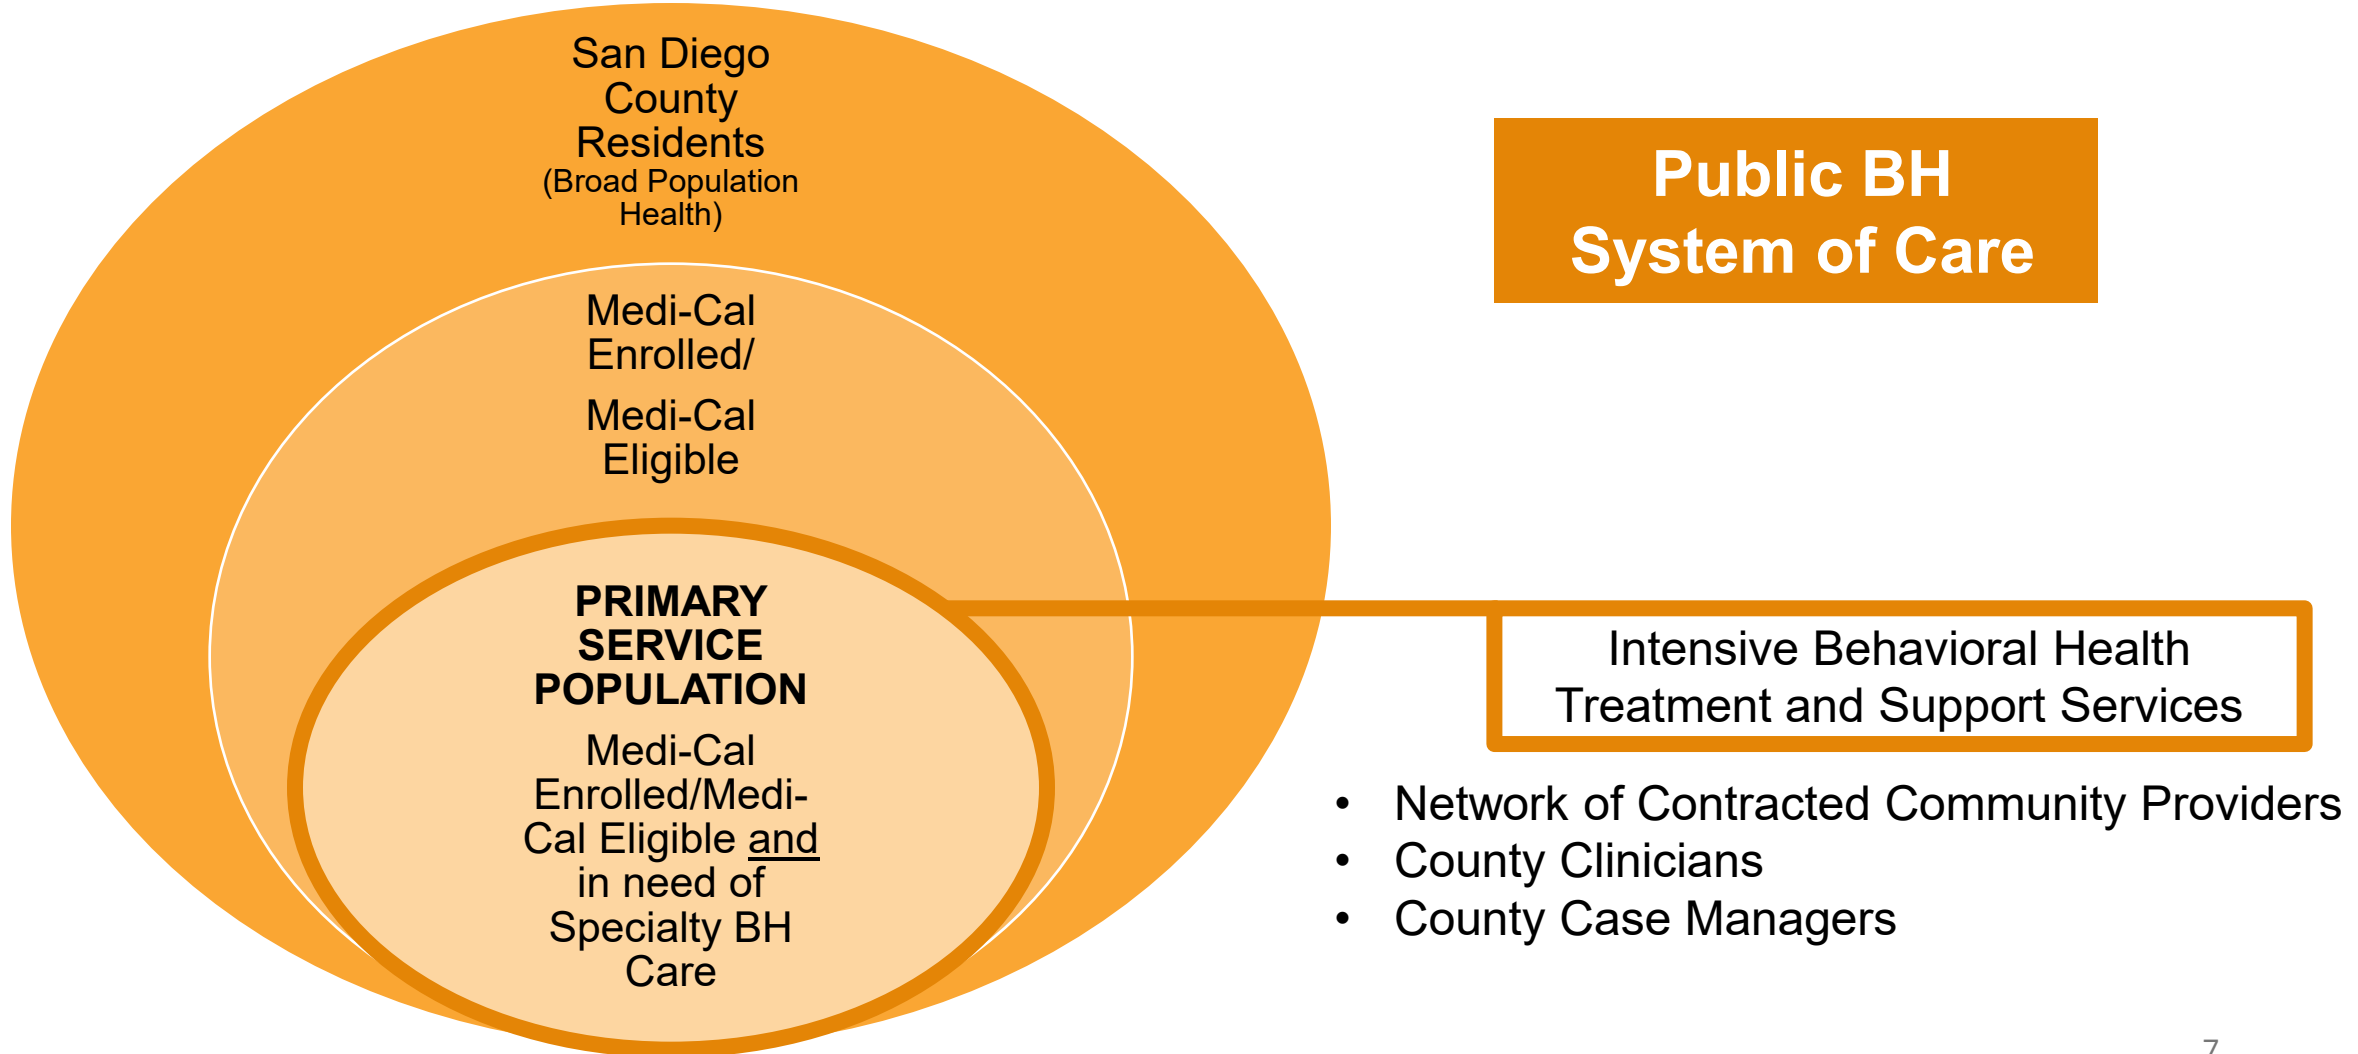 San Diego
County
Residents
(Broad Population
Health)
Medi-Cal
Enrolled/
Medi-Cal
Eligible
PRIMARY
SERVICE
POPULATION
Medi-Cal
Enrolled/Medi-
Cal Eligible and
in need of
Specialty BH
Care
Public BH
System of Care
Intensive Behavioral Health
Treatment and Support Services
• Network of Contracted Community Providers
• County Clinicians
• County Case Managers
7